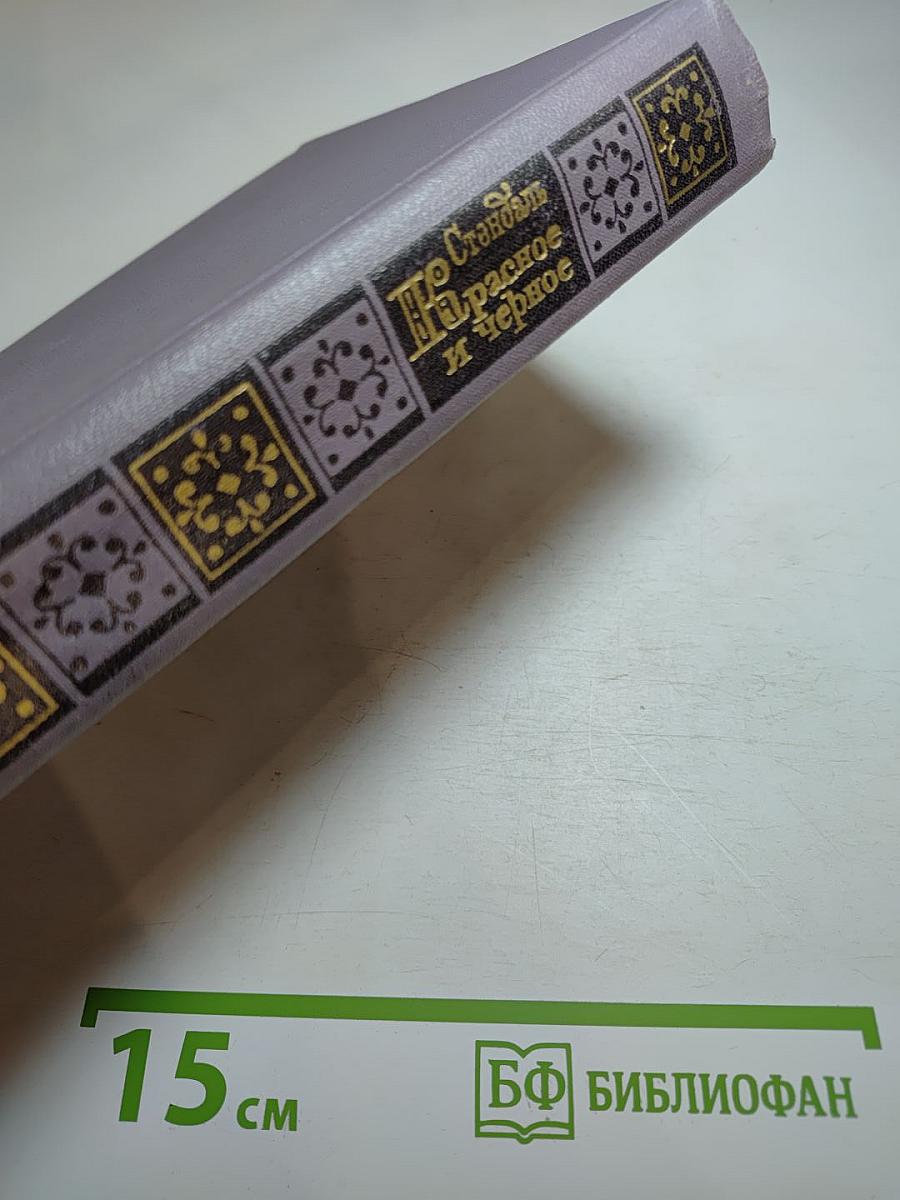 Стендаль
Красное
и черное
15 см
БФ БИБЛИОФАН